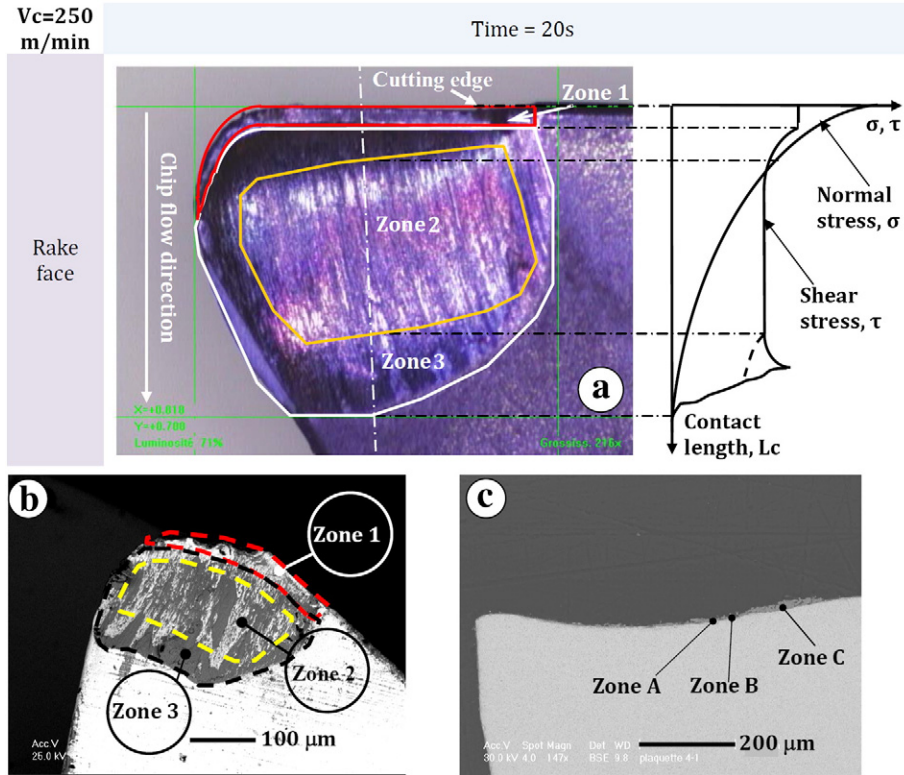 Vc=250
m/min
Time = 20s
Rake
face
Cutting edge
Zone 1
Chip flow direction
Zone 2
Zone 3
X=+0.610
Y=+0.700
Luminosité 71%
Grossiss. 216x
a
σ, τ
Normal
stress, σ
Shear
stress, τ
Contact
length, Lc
b
Zone 1
Zone 2
Zone 3
100 µm
Acc V
25.0 kV
c
Zone A
Zone B
Zone C
200 µm
Acc V Spot Magn Det WD
30.0 kV 4.0 147x BSE 9.8 plaquette 4-1